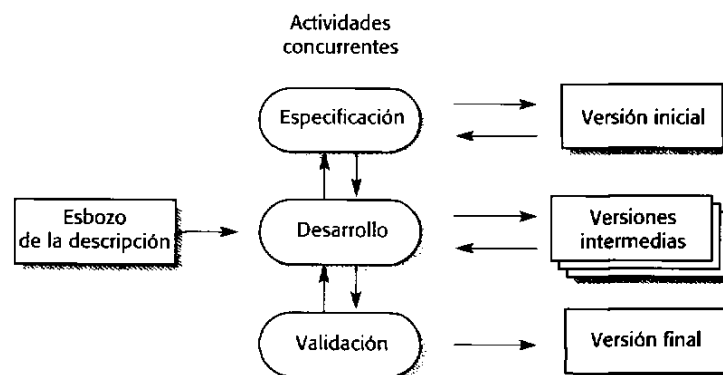 Actividades
concurrentes
Especificación
Versión inicial
Esbozo
de la descripción
Desarrollo
Versiones
intermedias
Validación
Versión final